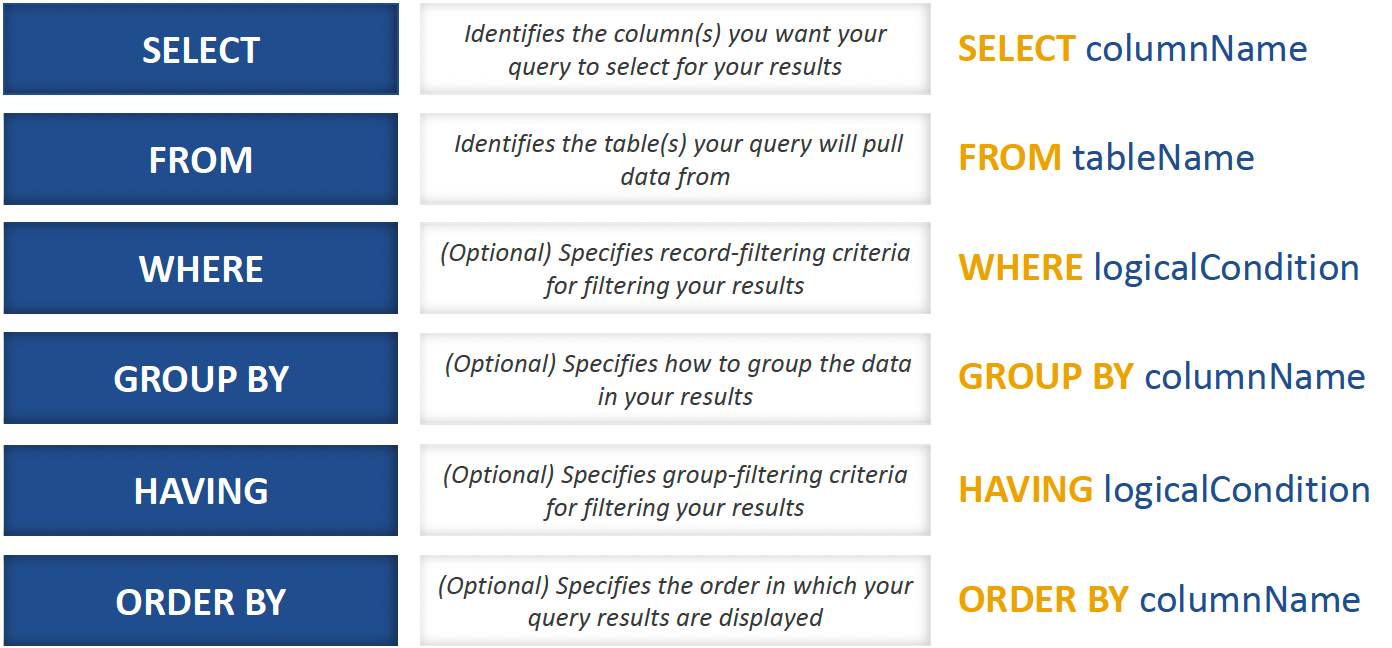 SELECT
Identifies the column(s) you want your
query to select for your results
SELECT columnName
FROM
Identifies the table(s) your query will pull
data from
FROM tableName
WHERE
(Optional) Specifies record-filtering criteria
for filtering your results
WHERE logicalCondition
GROUP BY
(Optional) Specifies how to group the data
in your results
GROUP BY columnName
HAVING
(Optional) Specifies group-filtering criteria
for filtering your results
HAVING logicalCondition
ORDER BY
(Optional) Specifies the order in which your
query results are displayed
ORDER BY columnName